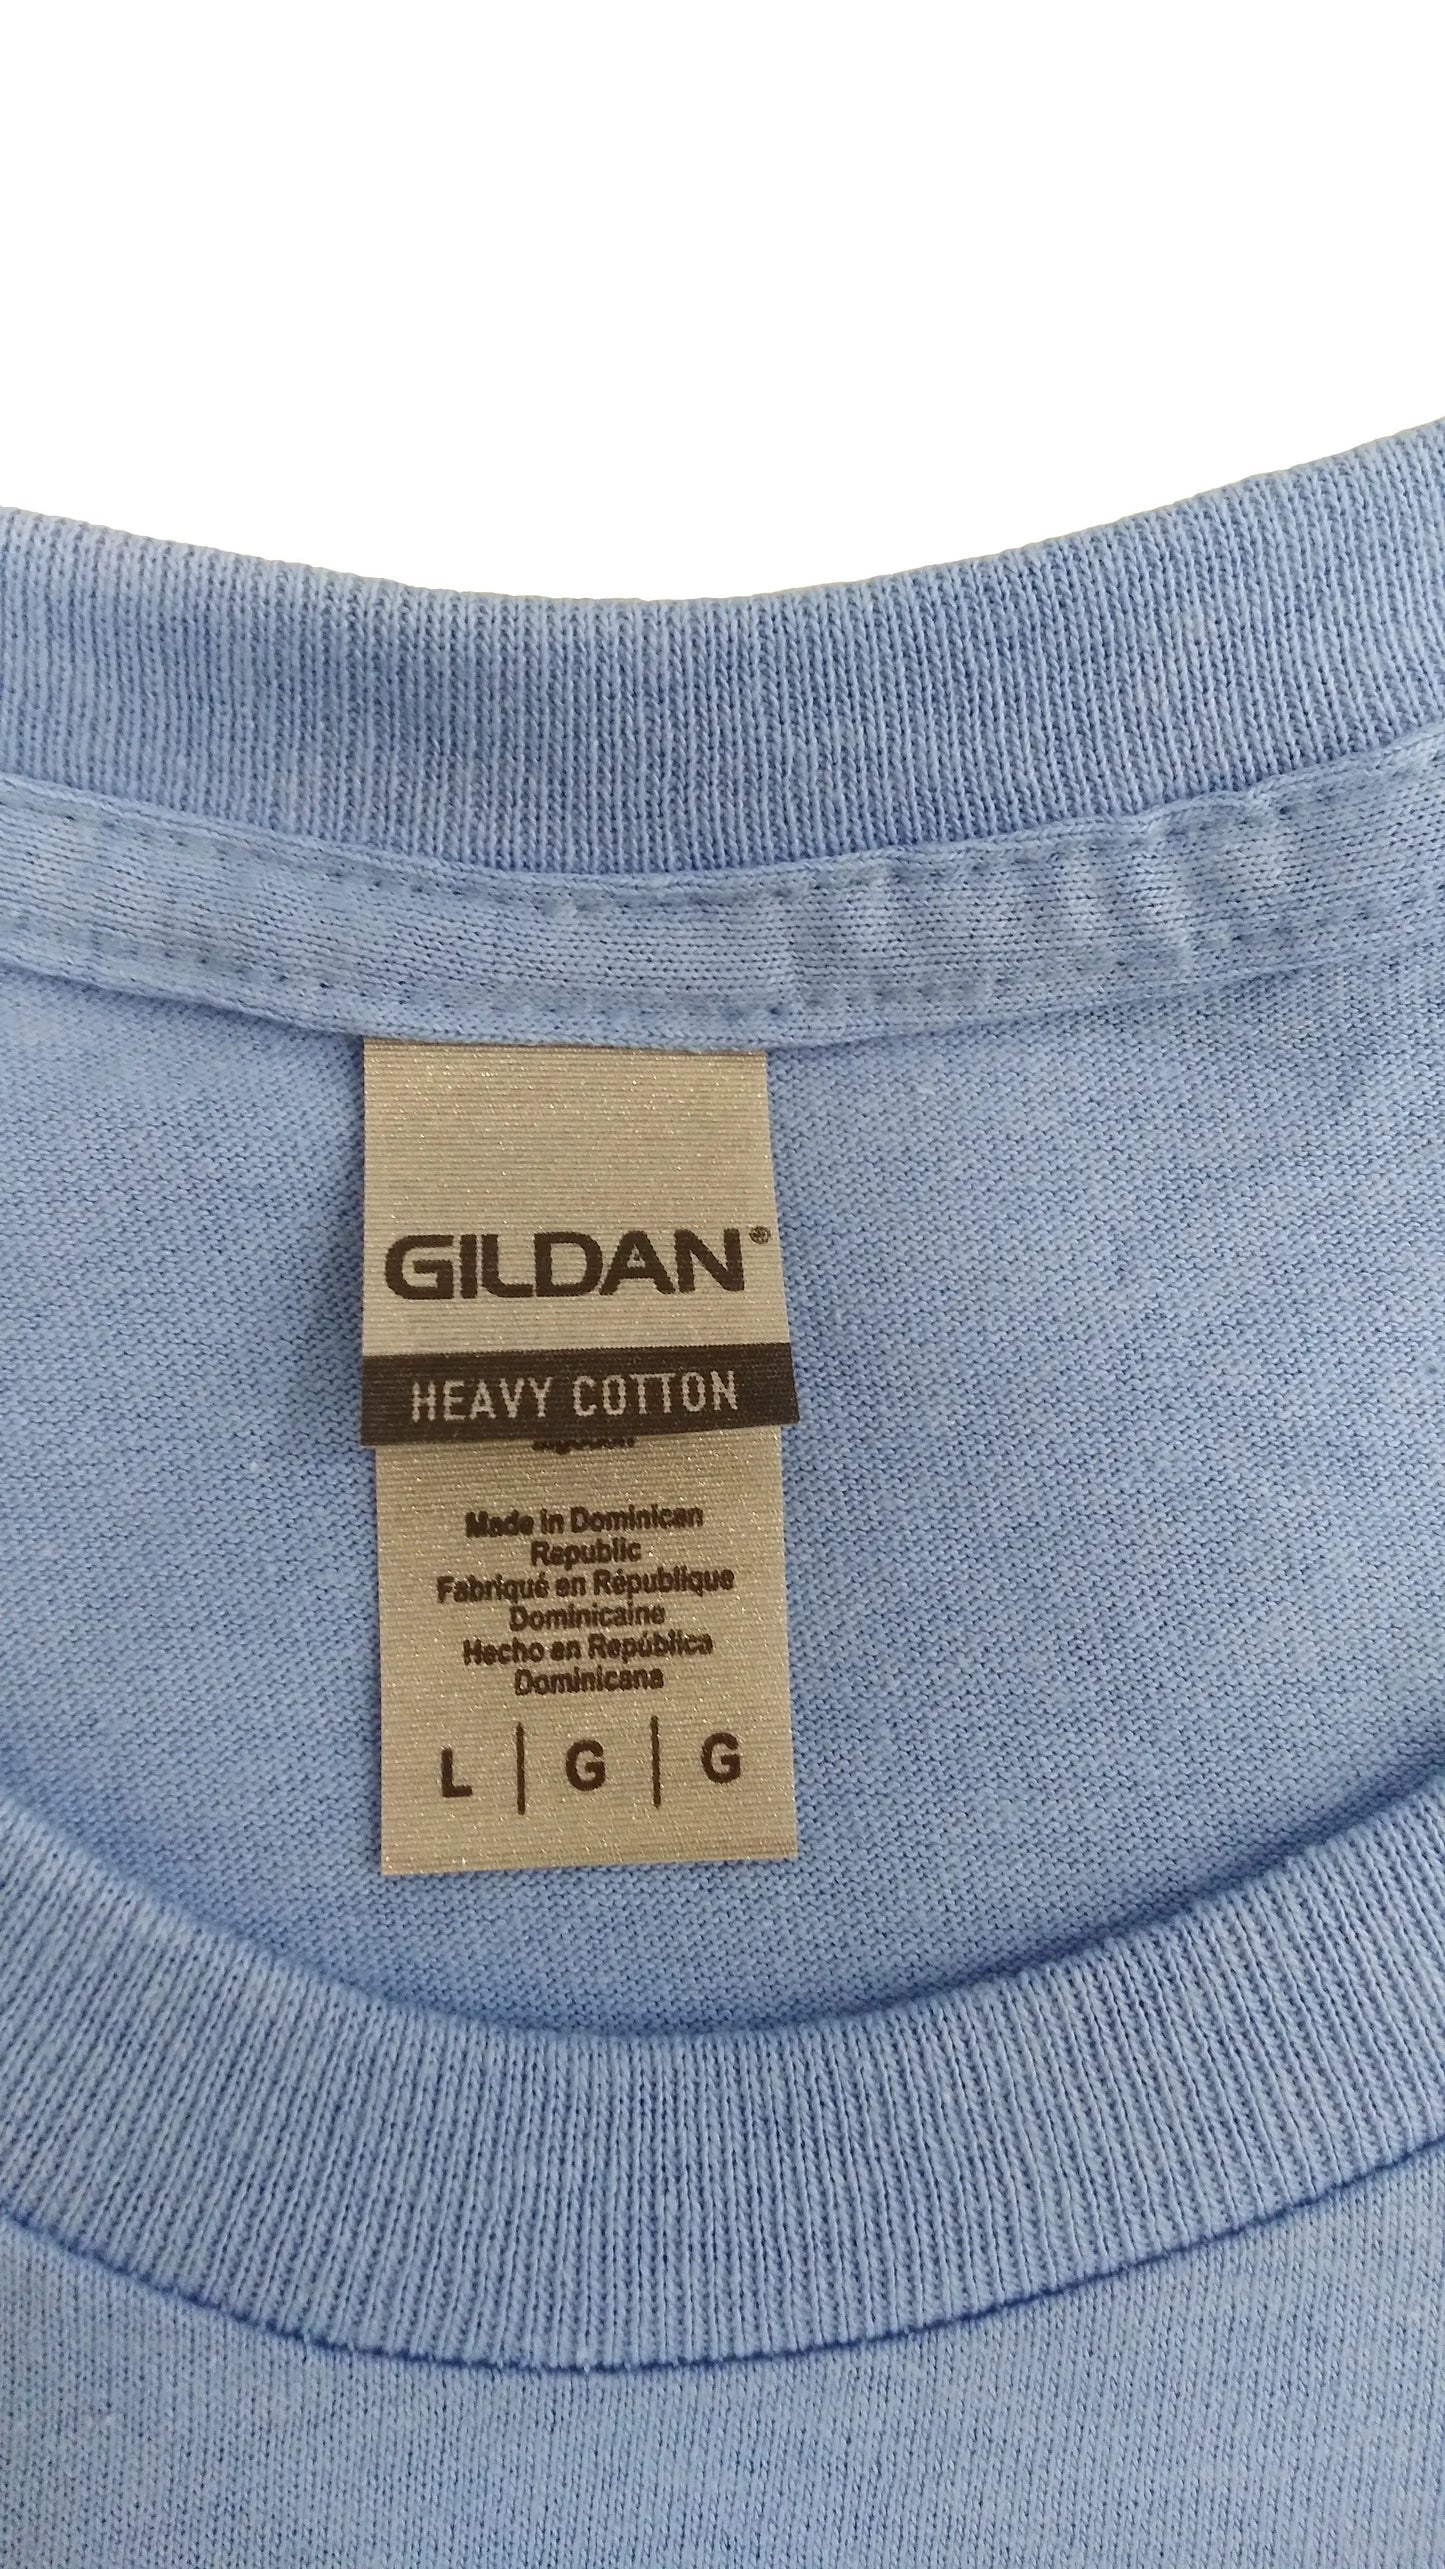 GILDAN®
HEAVY COTTON
Made in Dominican
Republic
Fabriqué en République
Dominicaine
Hecho en República
Dominicana
L | G | G